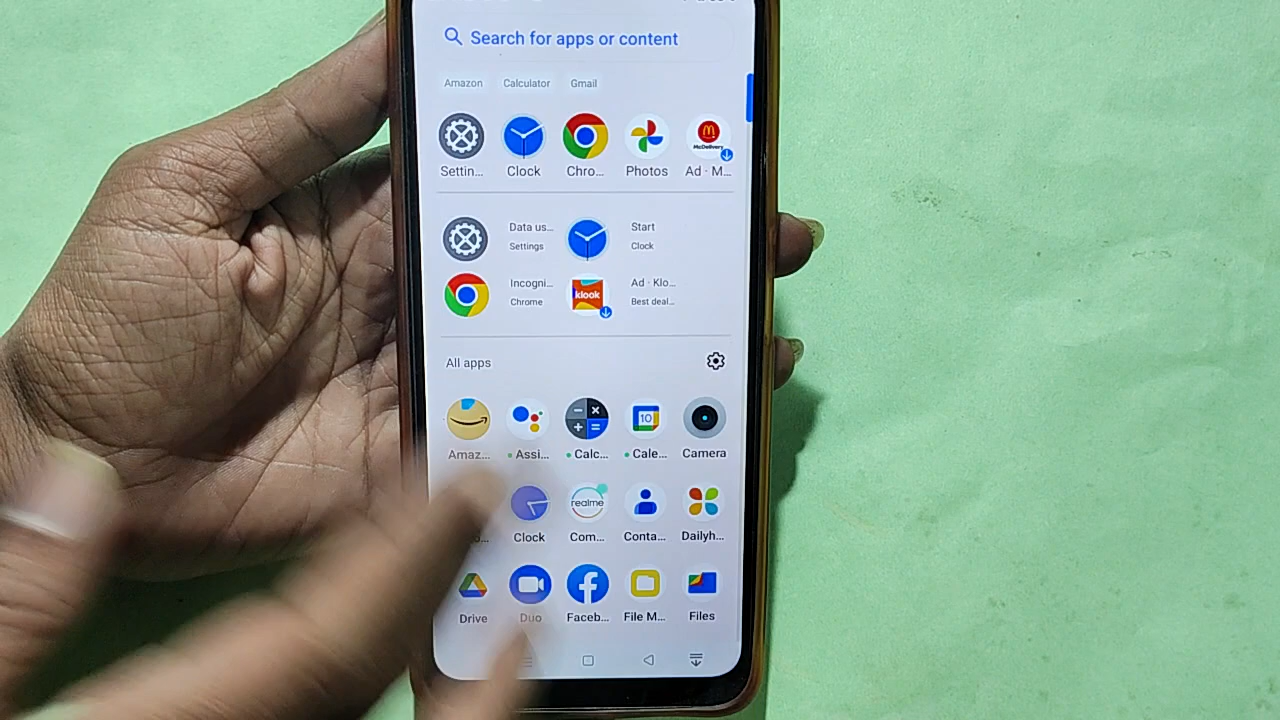 Search for apps or content
Amazon Calculator Gmail
McDelivery
Settin... Clock Chro... Photos Ad · M...
Data us... Start
Settings Clock
klook
Incogni... Ad · Klo...
Chrome Best deal...
All apps
10
Amaz... Assi... Calc... Cale... Camera
realme
Clock Com... Conta... Dailyh...
Drive Duo Faceb... File M... Files